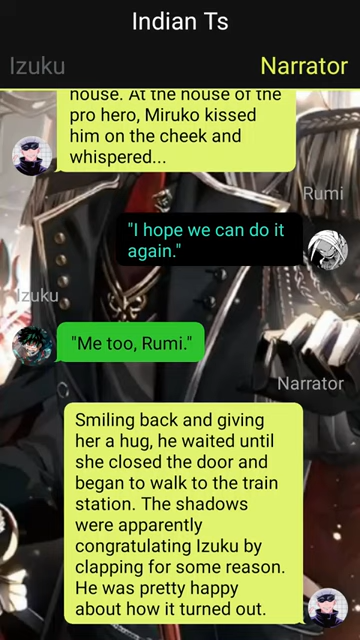 Indian Ts
Izuku
Narrator
house. At the house of the
pro hero, Miruko kissed
him on the cheek and
whispered...
Rumi
"I hope we can do it
again."
Izuku
"Me too, Rumi."
Narrator
Smiling back and giving
her a hug, he waited until
she closed the door and
began to walk to the train
station. The shadows
were apparently
congratulating Izuku by
clapping for some reason.
He was pretty happy
about how it turned out.